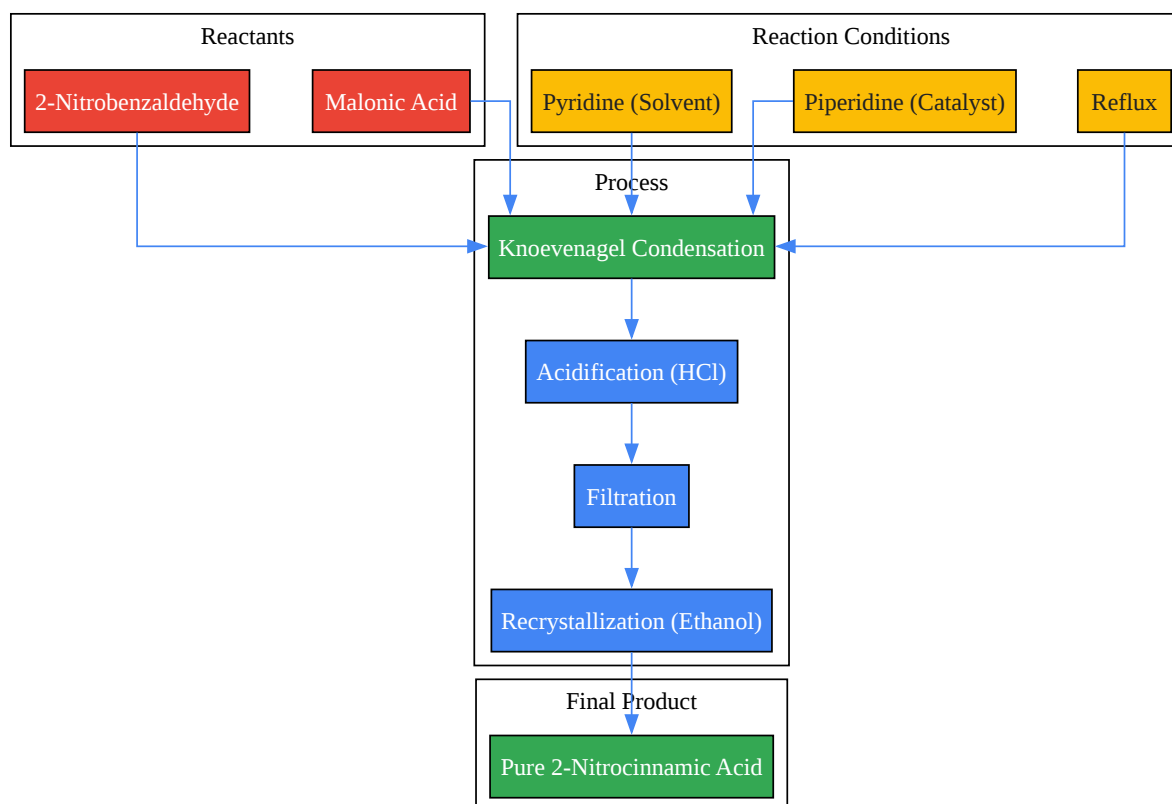 Reactants
Reaction Conditions
2-Nitrobenzaldehyde
Malonic Acid
Pyridine (Solvent)
Piperidine (Catalyst)
Reflux
Process
Knoevenagel Condensation
Acidification (HCl)
Filtration
Recrystallization (Ethanol)
Final Product
Pure 2-Nitrocinnamic Acid